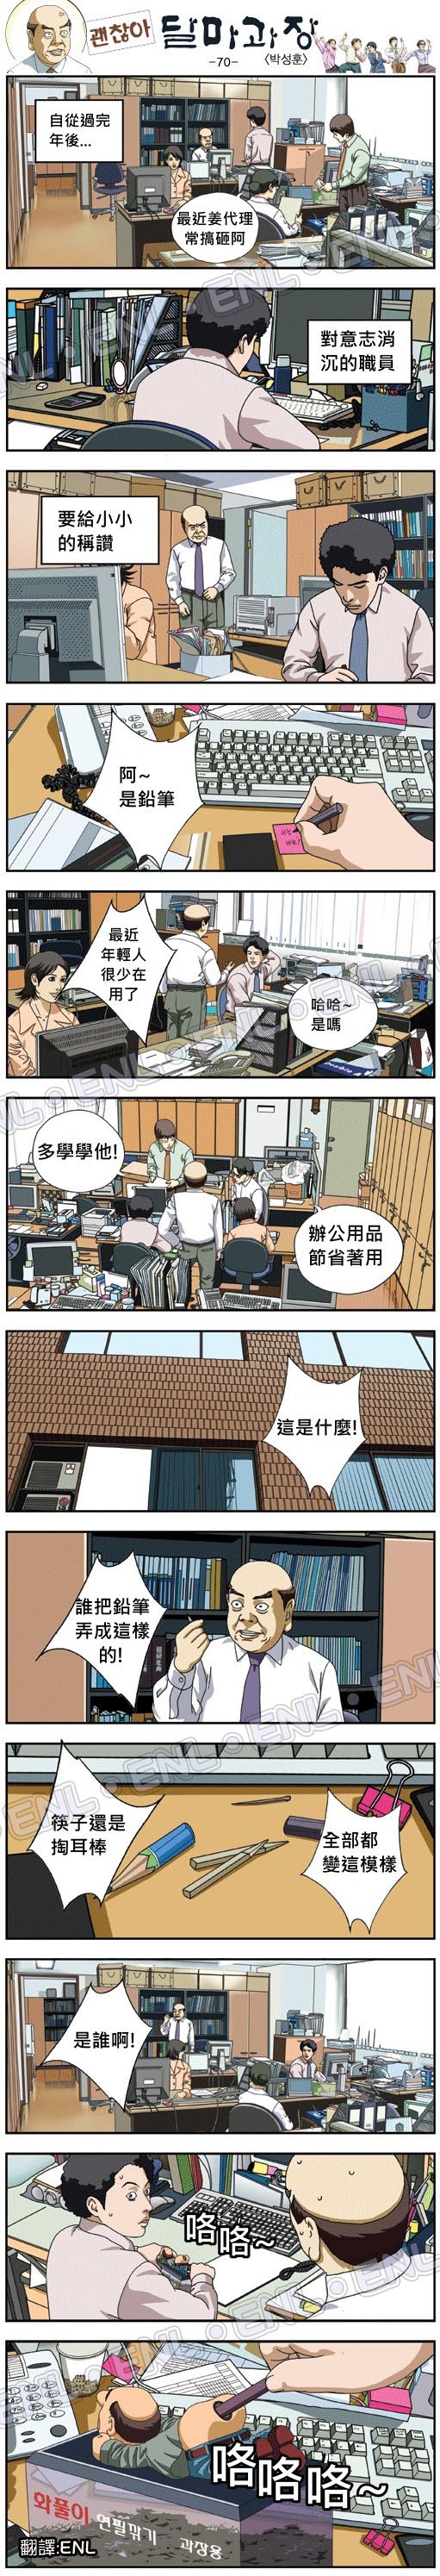 괜찮아 달마과장
-70-
〈박성훈〉
自從過完
年後...
最近姜代理
常搞砸阿
對意志消
沉的職員
要給小小
的稱讚
阿~
是鉛筆
最近
年輕人
很少在
用了
哈哈~
是嗎
多學學他!
辦公用品
節省著用
這是什麼!
誰把鉛筆
弄成這樣
的!
筷子還是
掏耳棒
全部都
變這模樣
是誰啊!
咯咯~
咯咯咯~
화풀이 연필깎기 과장용
翻譯:ENL